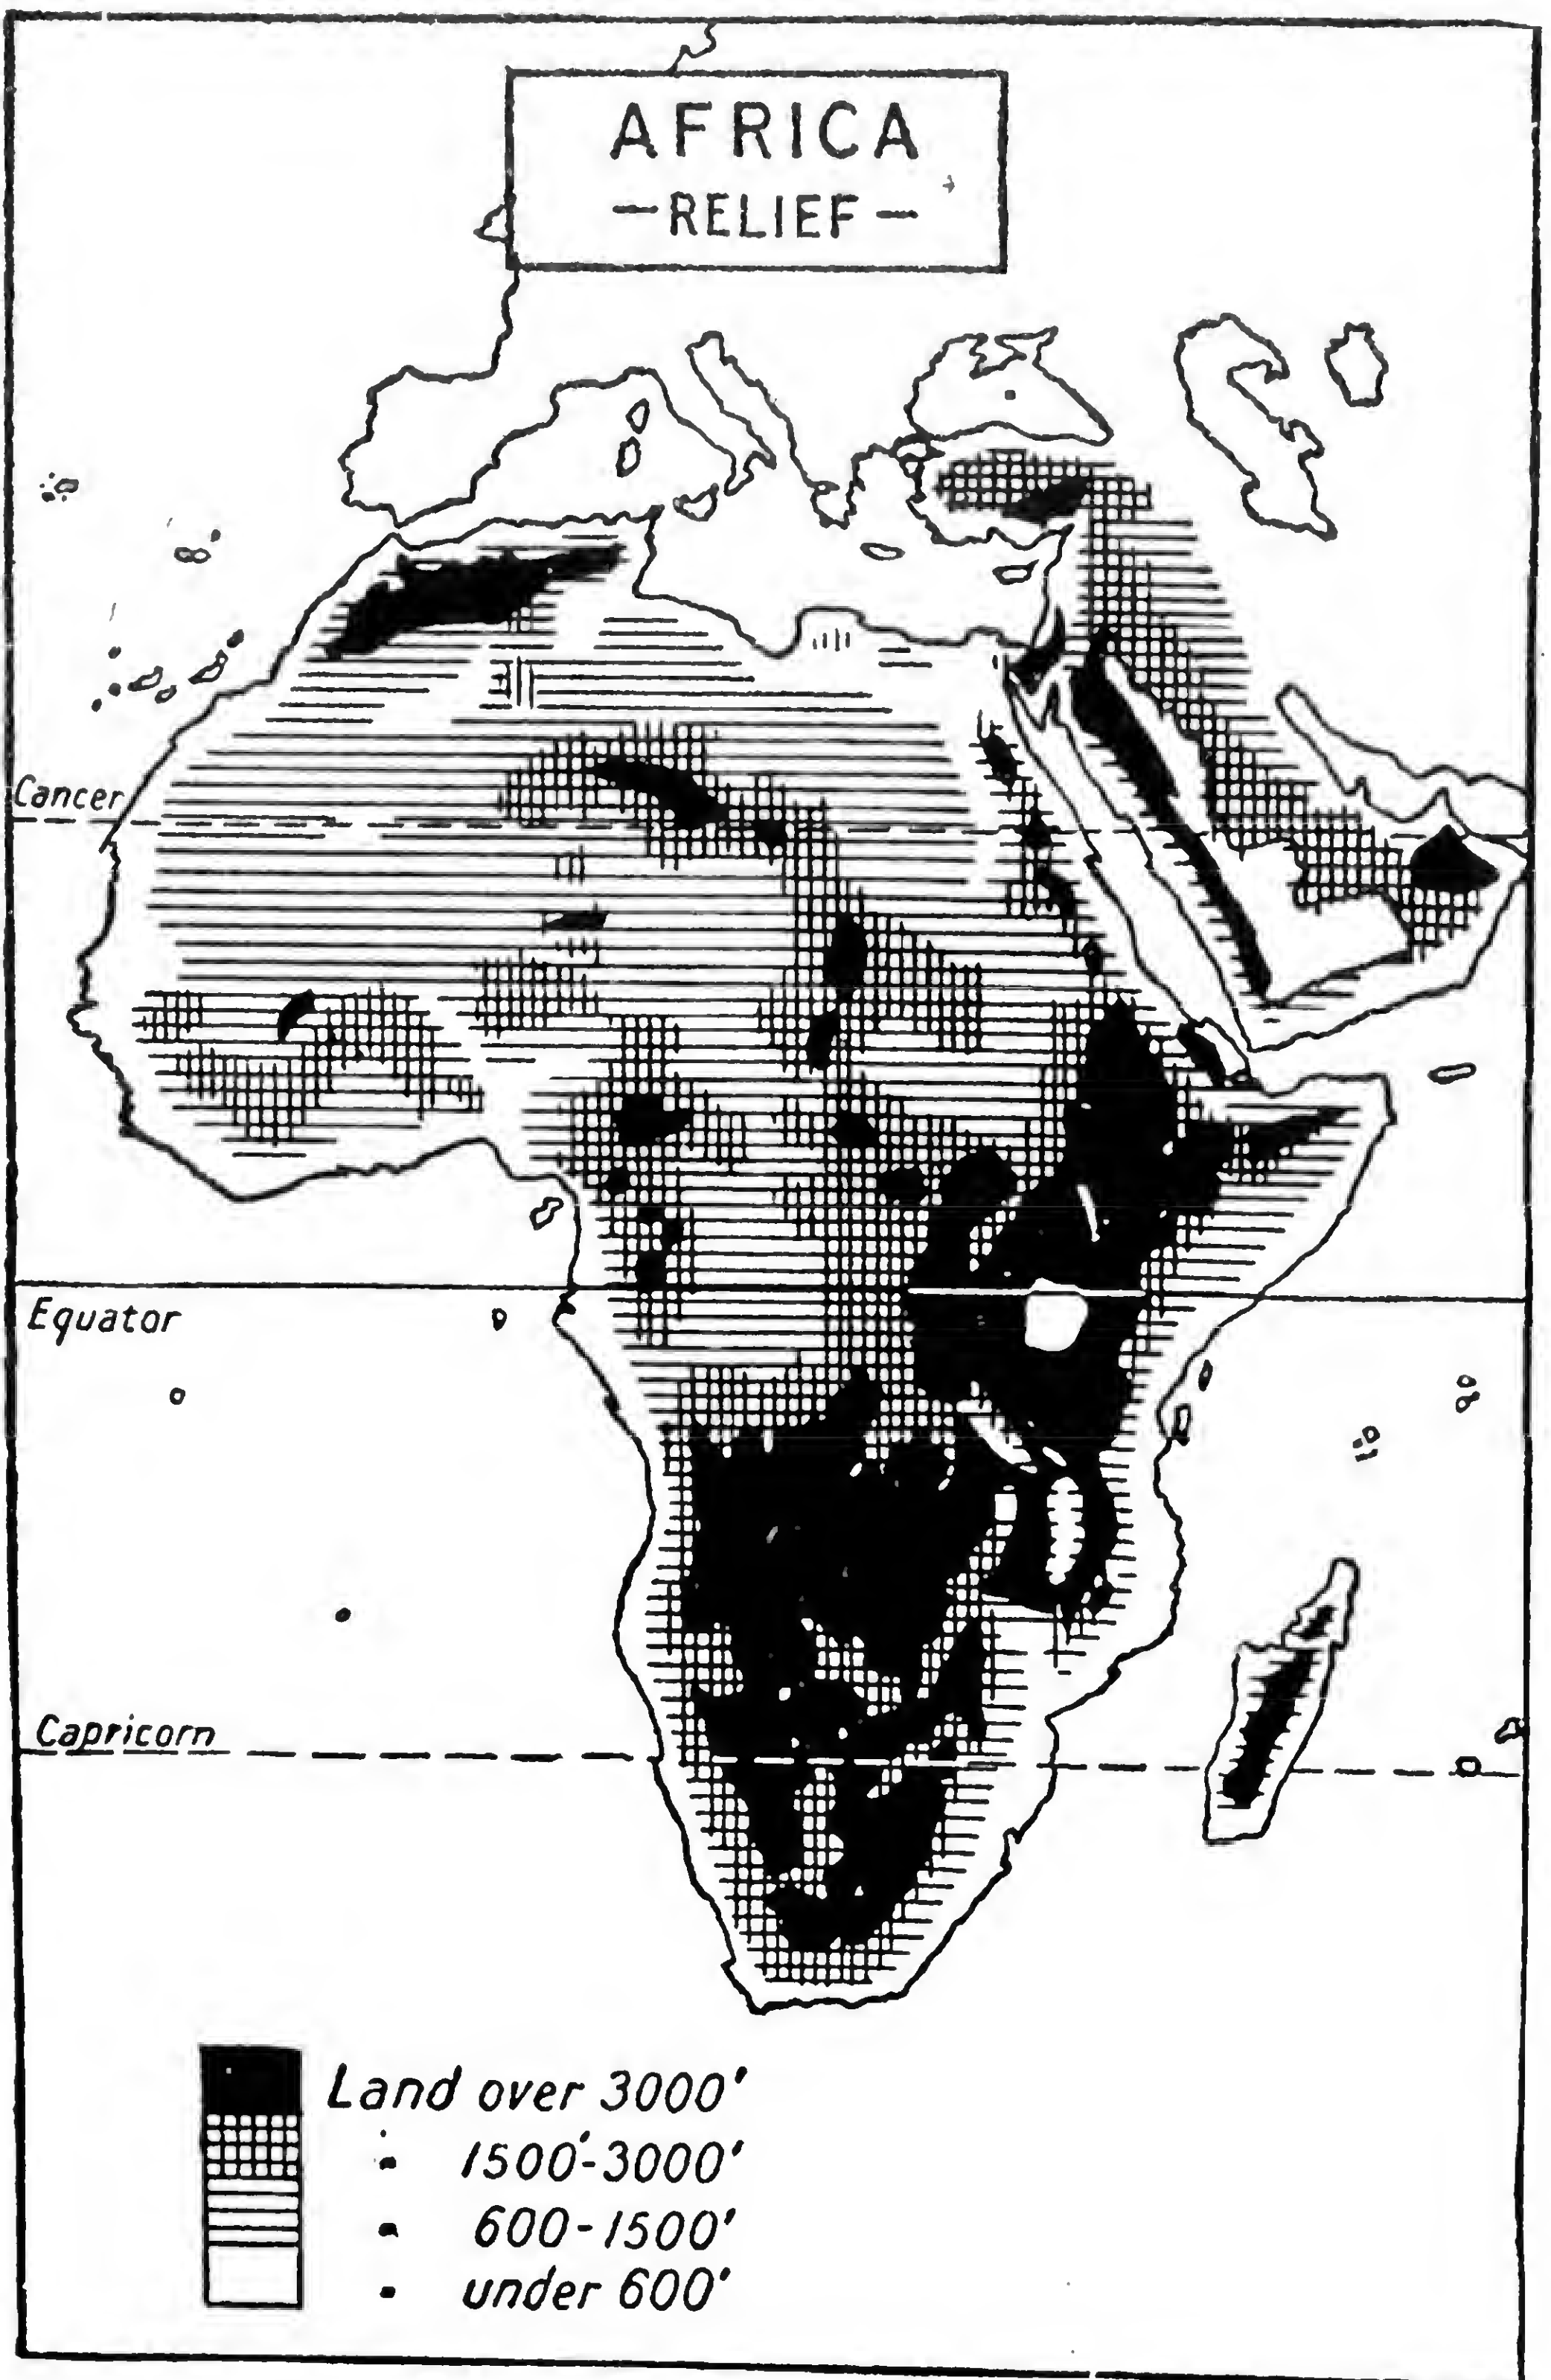 AFRICA
—RELIEF—
Cancer
Equator
Capricorn
Land over 3000'
" 1500'-3000'
" 600-1500'
" under 600'